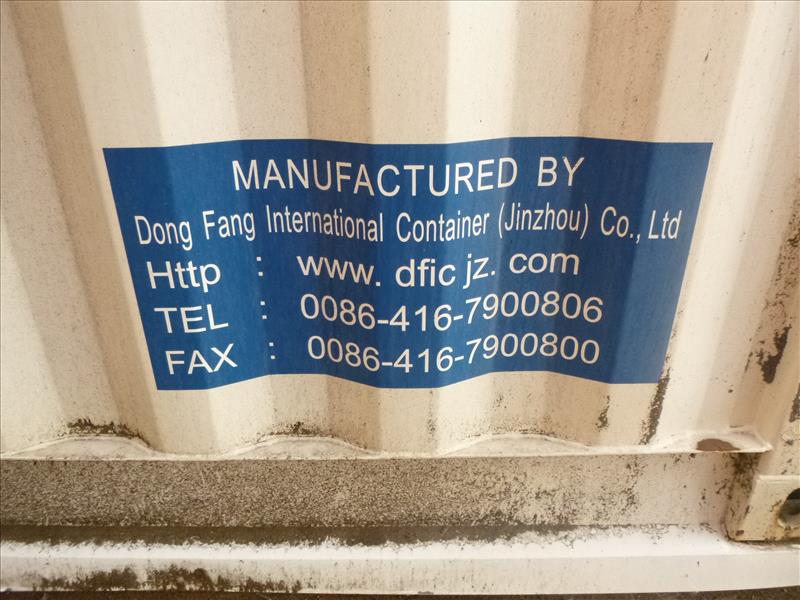 MANUFACTURED BY
Dong Fang International Container (Jinzhou) Co., Ltd
Http : www. dfic jz. com
TEL : 0086-416-7900806
FAX : 0086-416-7900800